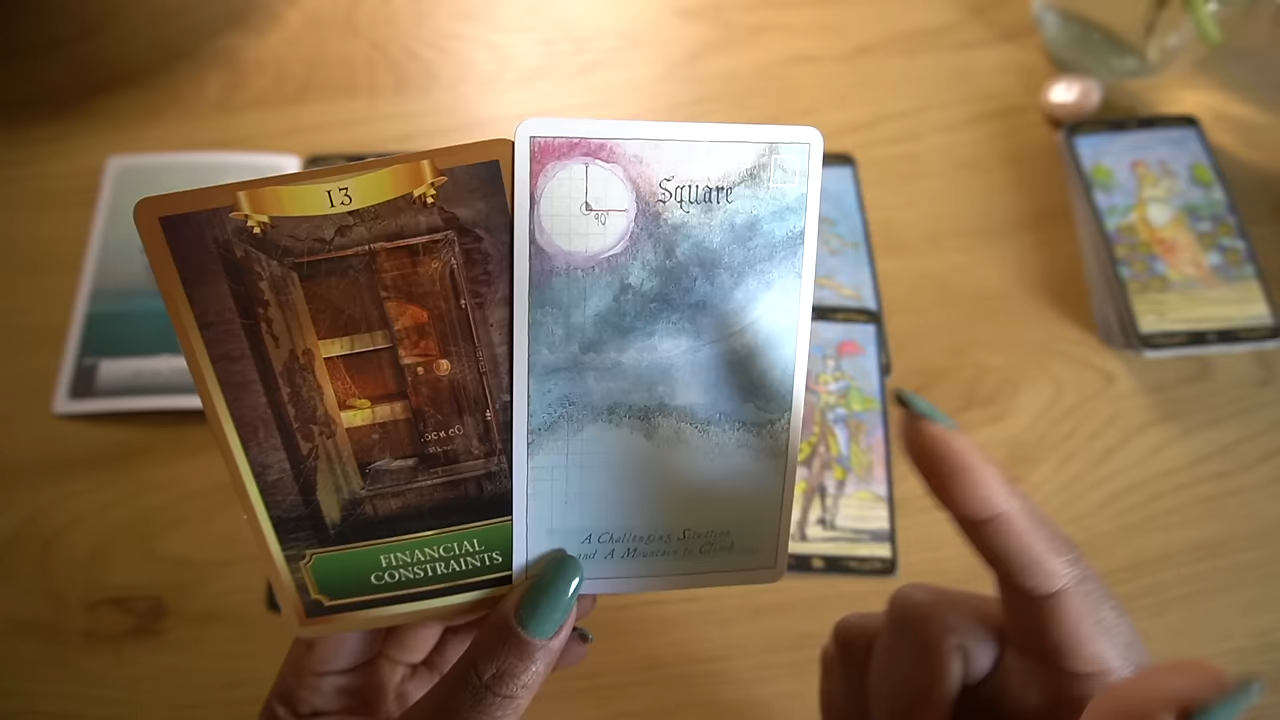 13
FINANCIAL
CONSTRAINTS
90°
Square
A Challenging Situation
and A Mountain to Climb